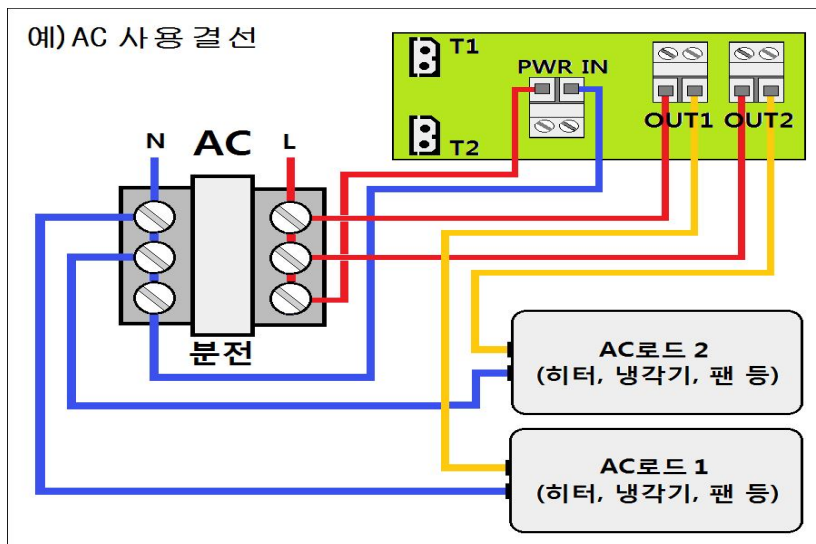 예) AC 사용결선
T1
PWR IN
OUT1 OUT2
T2
N AC L
분전
AC로드 2
(히터, 냉각기, 팬 등)
AC로드 1
(히터, 냉각기, 팬 등)